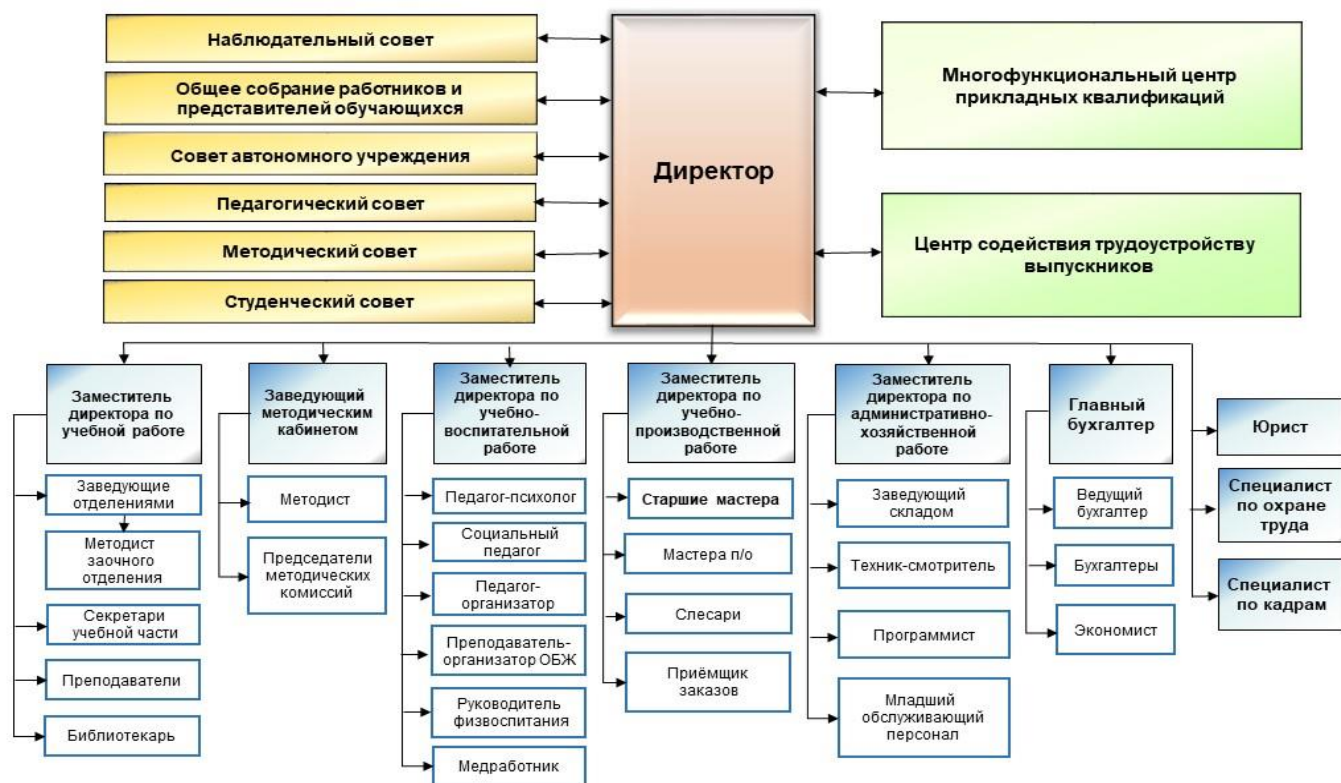 Наблюдательный совет
Общее собрание работников и
представителей обучающихся
Совет автономного учреждения
Педагогический совет
Методический совет
Студенческий совет
Директор
Многофункциональный центр
прикладных квалификаций
Центр содействия трудоустройству
выпускников
Заместитель
директора по
учебной работе
Заведующие
отделениями
Методист
заочного
отделения
Секретари
учебной части
Преподаватели
Библиотекарь
Заведующий
методическим
кабинетом
Методист
Председатели
методических
комиссий
Заместитель
директора по
учебно-
воспитательной
работе
Педагог-психолог
Социальный
педагог
Педагог-
организатор
Преподаватель-
организатор ОБЖ
Руководитель
физвоспитания
Медработник
Заместитель
директора по
учебно-
производственной
работе
Старшие мастера
Мастера п/о
Слесари
Приёмщик
заказов
Заместитель
директора по
административно-
хозяйственной
работе
Заведующий
складом
Техник-смотритель
Программист
Младший
обслуживающий
персонал
Главный
бухгалтер
Ведущий
бухгалтер
Бухгалтеры
Экономист
Юрист
Специалист
по охране
труда
Специалист
по кадрам